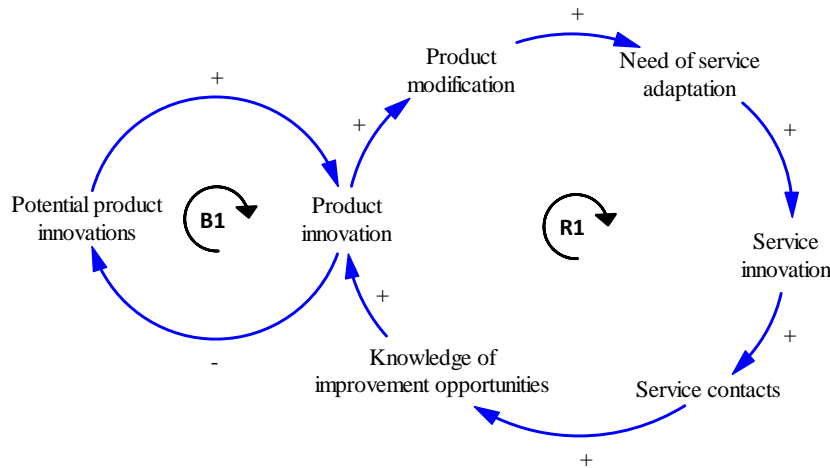 +
Product
modification
+
Need of service
adaptation
+
+
+
Potential product
innovations
B1
Product
innovation
R1
Service
innovation
+
+
Knowledge of
improvement opportunities
Service contacts
-
+